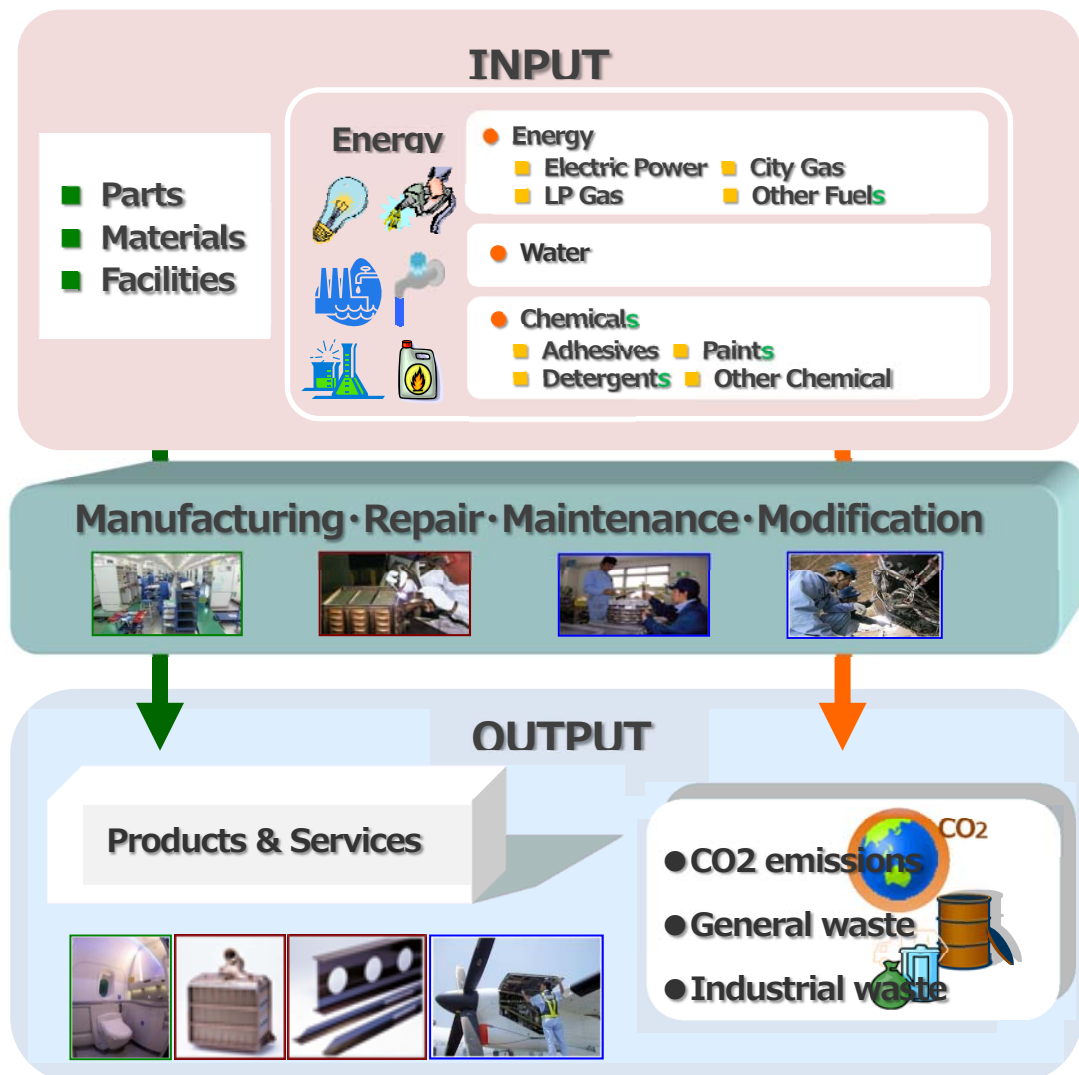 INPUT
■ Parts
■ Materials
■ Facilities
Energy
● Energy
■ Electric Power ■ City Gas
■ LP Gas ■ Other Fuels
● Water
● Chemicals
■ Adhesives ■ Paints
■ Detergents ■ Other Chemical
Manufacturing・Repair・Maintenance・Modification
OUTPUT
Products & Services
CO2
●CO2 emissions
●General waste
●Industrial waste